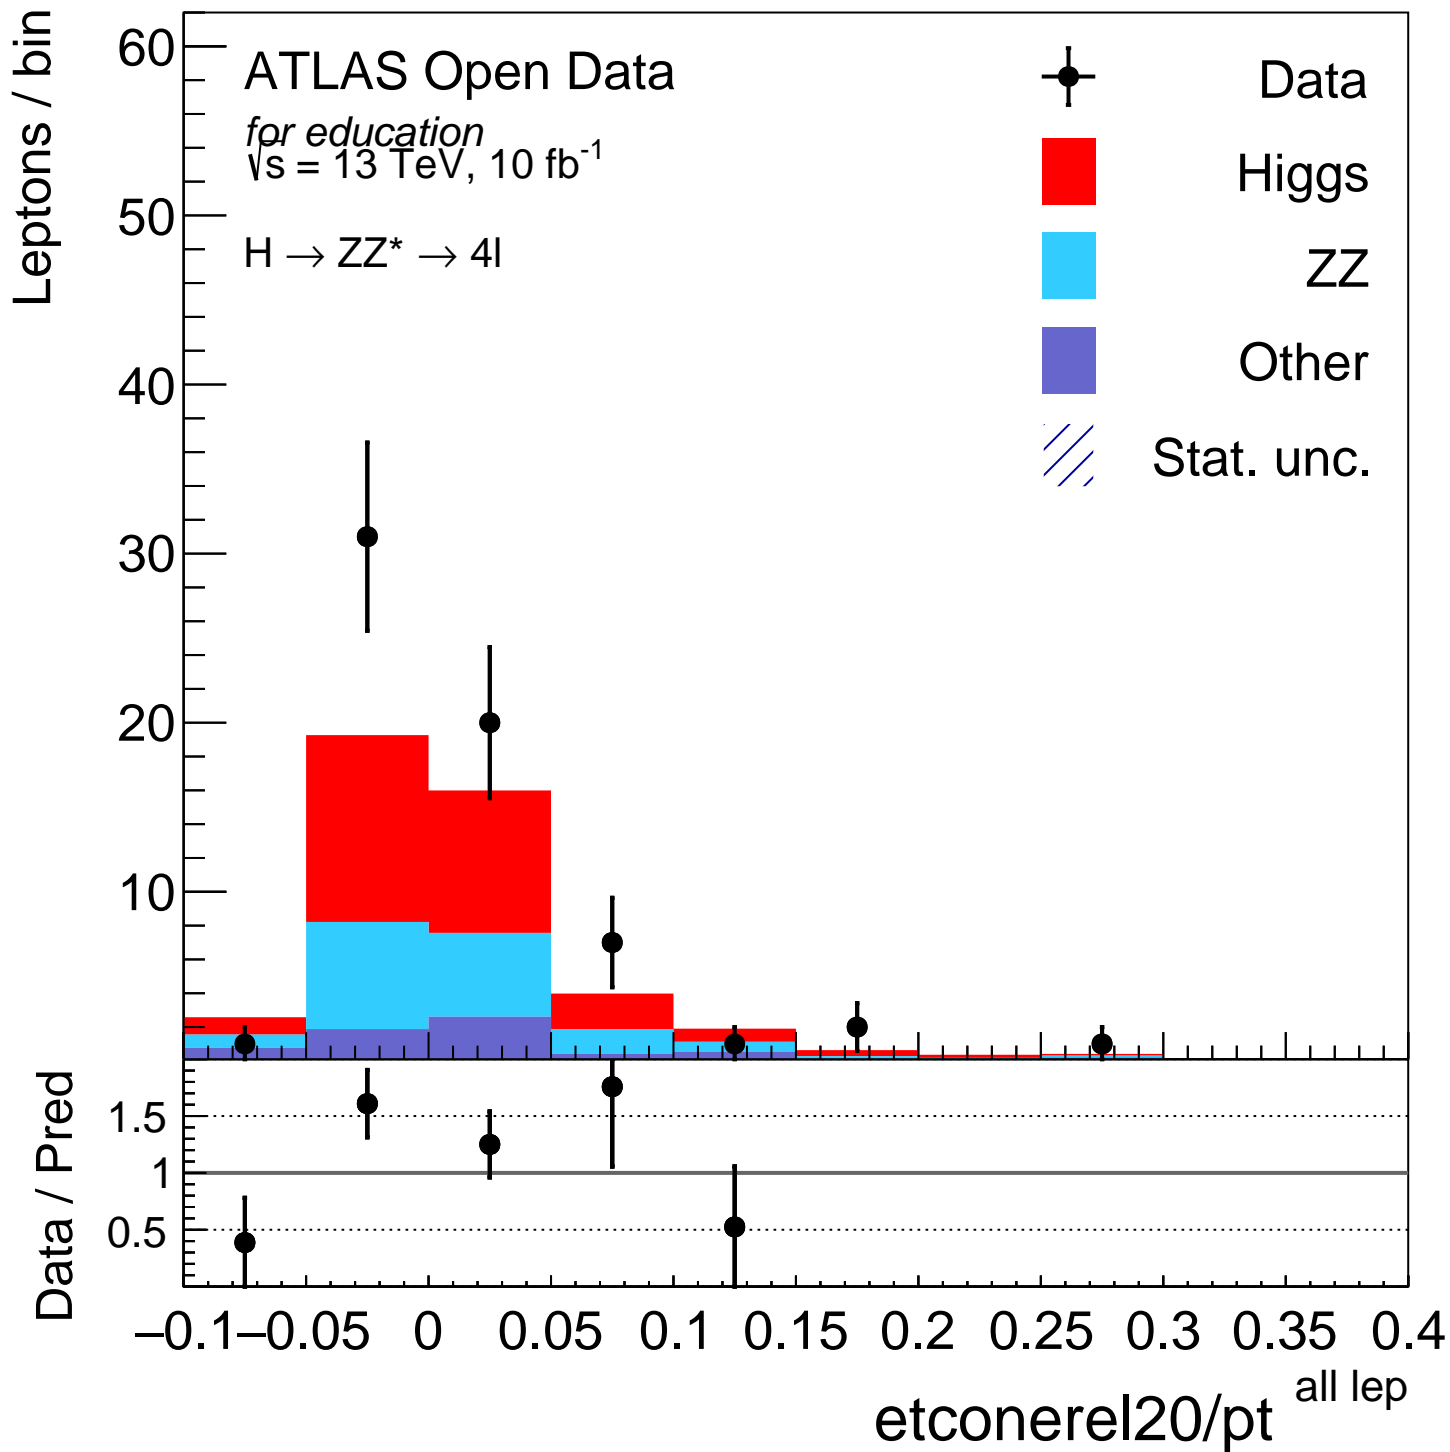 Leptons / bin
60
50
40
30
20
10
ATLAS Open Data
for education
√s = 13 TeV, 10 fb-1
H → ZZ* → 4l
Data
Higgs
ZZ
Other
Stat. unc.
Data / Pred
1.5
1
0.5
–0.1 –0.05 0 0.05 0.1 0.15 0.2 0.25 0.3 0.35 0.4
etconerel20/pt all lep